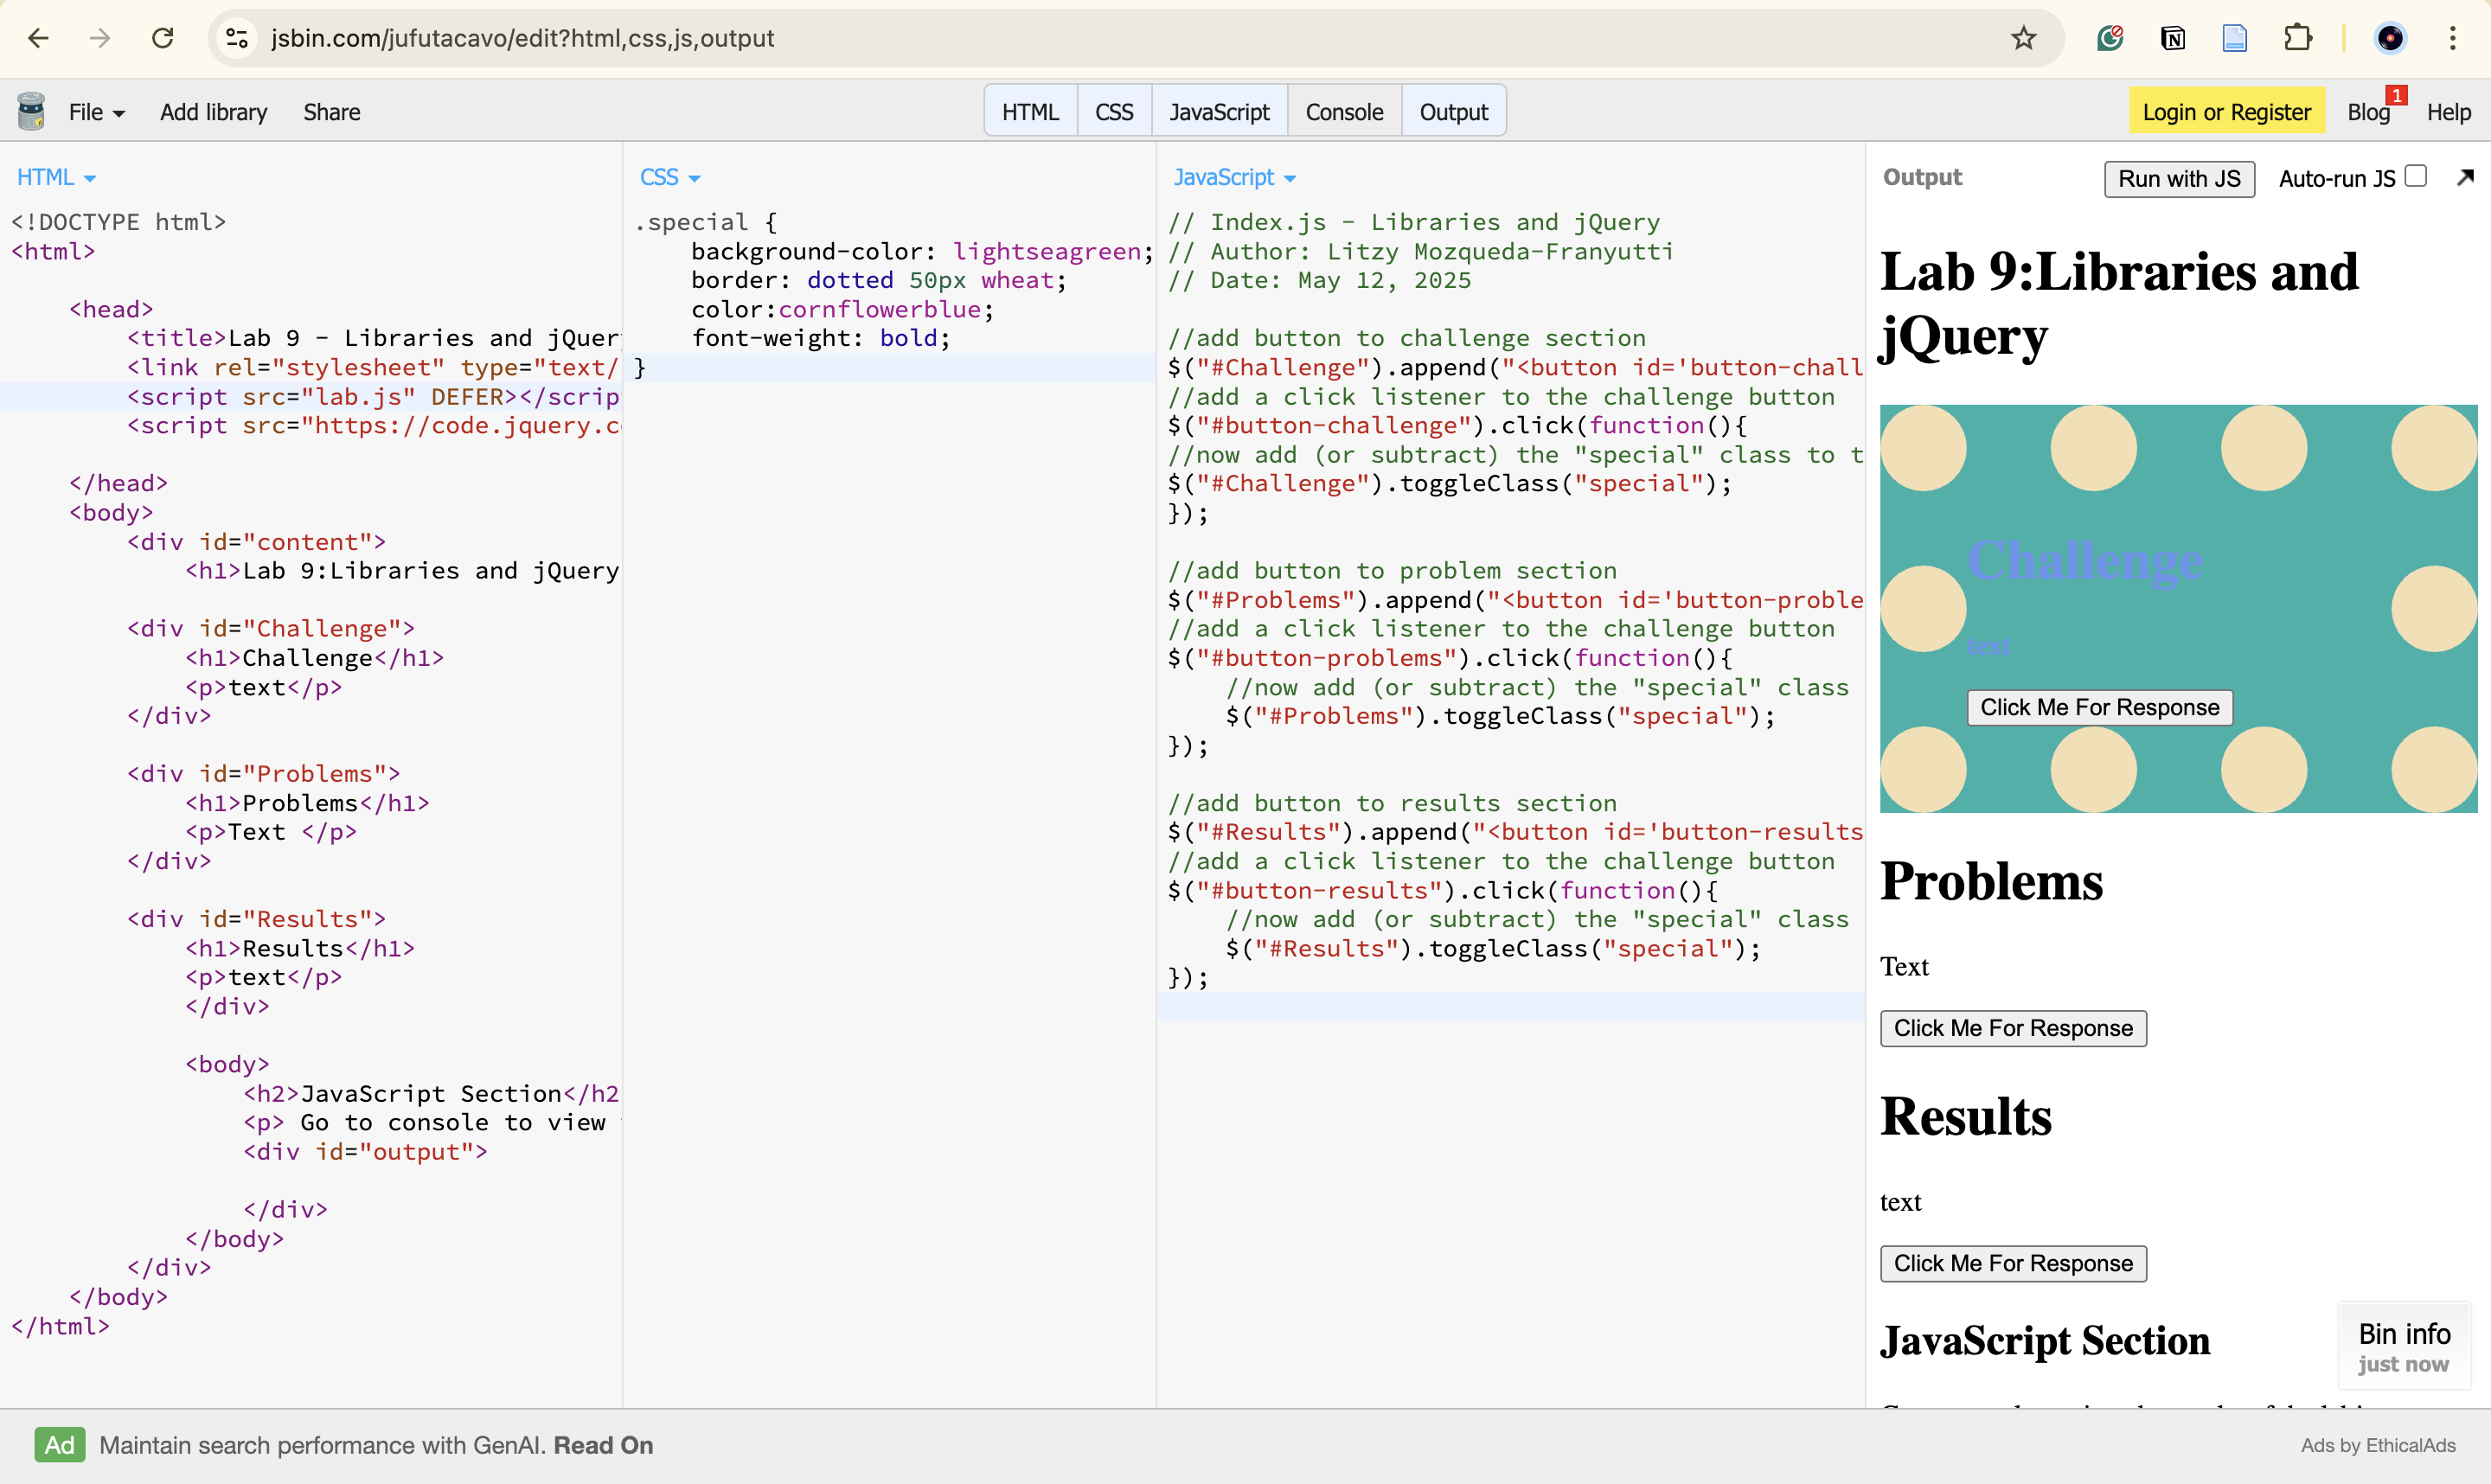 jsbin.com/jufutacavo/edit?html,css,js,output
File Add library Share HTML CSS JavaScript Console Output Login or Register Blog 1 Help
HTML
<!DOCTYPE html>
<html>
<head>
<title>Lab 9 - Libraries and jQuer
<link rel="stylesheet" type="text/
<script src="lab.js" DEFER></scrip
<script src="https://code.jquery.c
</head>
<body>
<div id="content">
<h1>Lab 9:Libraries and jQuery
<div id="Challenge">
<h1>Challenge</h1>
<p>text</p>
</div>
<div id="Problems">
<h1>Problems</h1>
<p>Text </p>
</div>
<div id="Results">
<h1>Results</h1>
<p>text</p>
</div>
<body>
<h2>JavaScript Section</h2
<p> Go to console to view
<div id="output">
</div>
</body>
</div>
</body>
</html>
CSS
.special {
background-color: lightseagreen;
border: dotted 50px wheat;
color:cornflowerblue;
font-weight: bold;
}
JavaScript
// Index.js - Libraries and jQuery
// Author: Litzy Mozqueda-Franyutti
// Date: May 12, 2025
//add button to challenge section
$("#Challenge").append("<button id='button-chall
//add a click listener to the challenge button
$("#button-challenge").click(function(){
//now add (or subtract) the "special" class to t
$("#Challenge").toggleClass("special");
});
//add button to problem section
$("#Problems").append("<button id='button-proble
//add a click listener to the challenge button
$("#button-problems").click(function(){
//now add (or subtract) the "special" class
$("#Problems").toggleClass("special");
});
//add button to results section
$("#Results").append("<button id='button-results
//add a click listener to the challenge button
$("#button-results").click(function(){
//now add (or subtract) the "special" class
$("#Results").toggleClass("special");
});
Output Run with JS Auto-run JS
Lab 9:Libraries and
jQuery
Challenge
text
Click Me For Response
Problems
Text
Click Me For Response
Results
text
Click Me For Response
JavaScript Section
Bin info
just now
Ad Maintain search performance with GenAI. Read On
Ads by EthicalAds